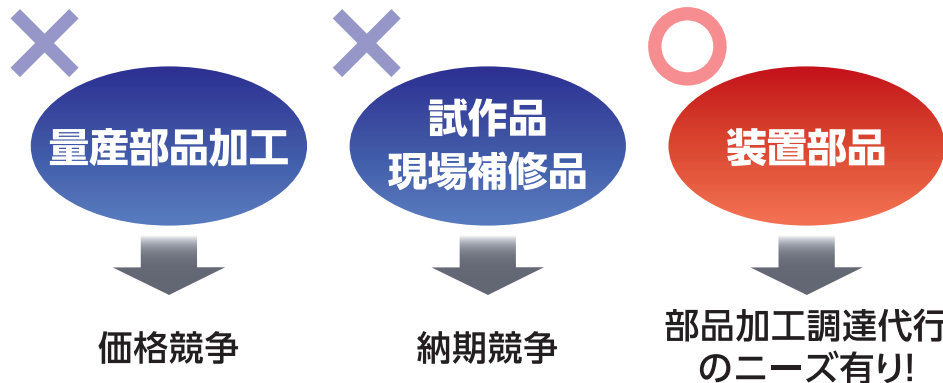 量産部品加工
試作品
現場補修品
装置部品
価格競争
納期競争
部品加工調達代行
のニーズ有り!